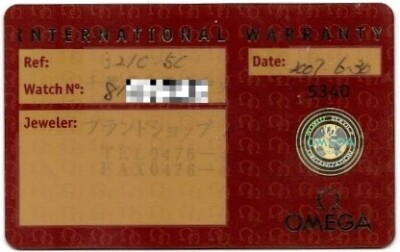 INTERNATIONAL WARRANTY
Ref: 3210 50
Date: 2007. 6.30
Watch Nº: 81
5340
Jeweler: ブランドショップ
TEL0476-
FAX0476-
OMEGA